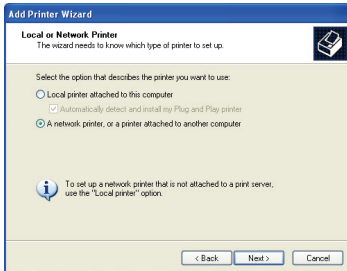 Add Printer Wizard
Local or Network Printer
The wizard needs to know which type of printer to set up.
Select the option that describes the printer you want to use:
Local printer attached to this computer
Automatically detect and install my Plug and Play printer
A network printer, or a printer attached to another computer
To set up a network printer that is not attached to a print server,
use the "Local printer" option.
< Back Next > Cancel